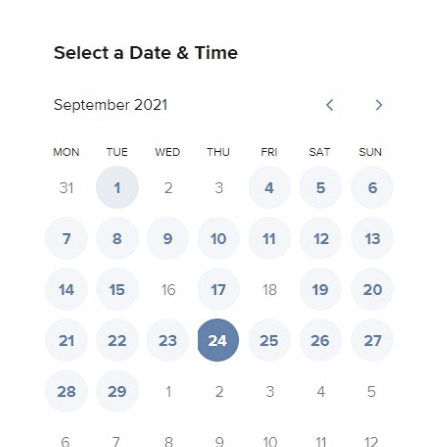 Select a Date & Time
September 2021
MON TUE WED THU FRI SAT SUN
31 1 2 3 4 5 6
7 8 9 10 11 12 13
14 15 16 17 18 19 20
21 22 23 24 25 26 27
28 29 1 2 3 4 5
6 7 8 9 10 11 12